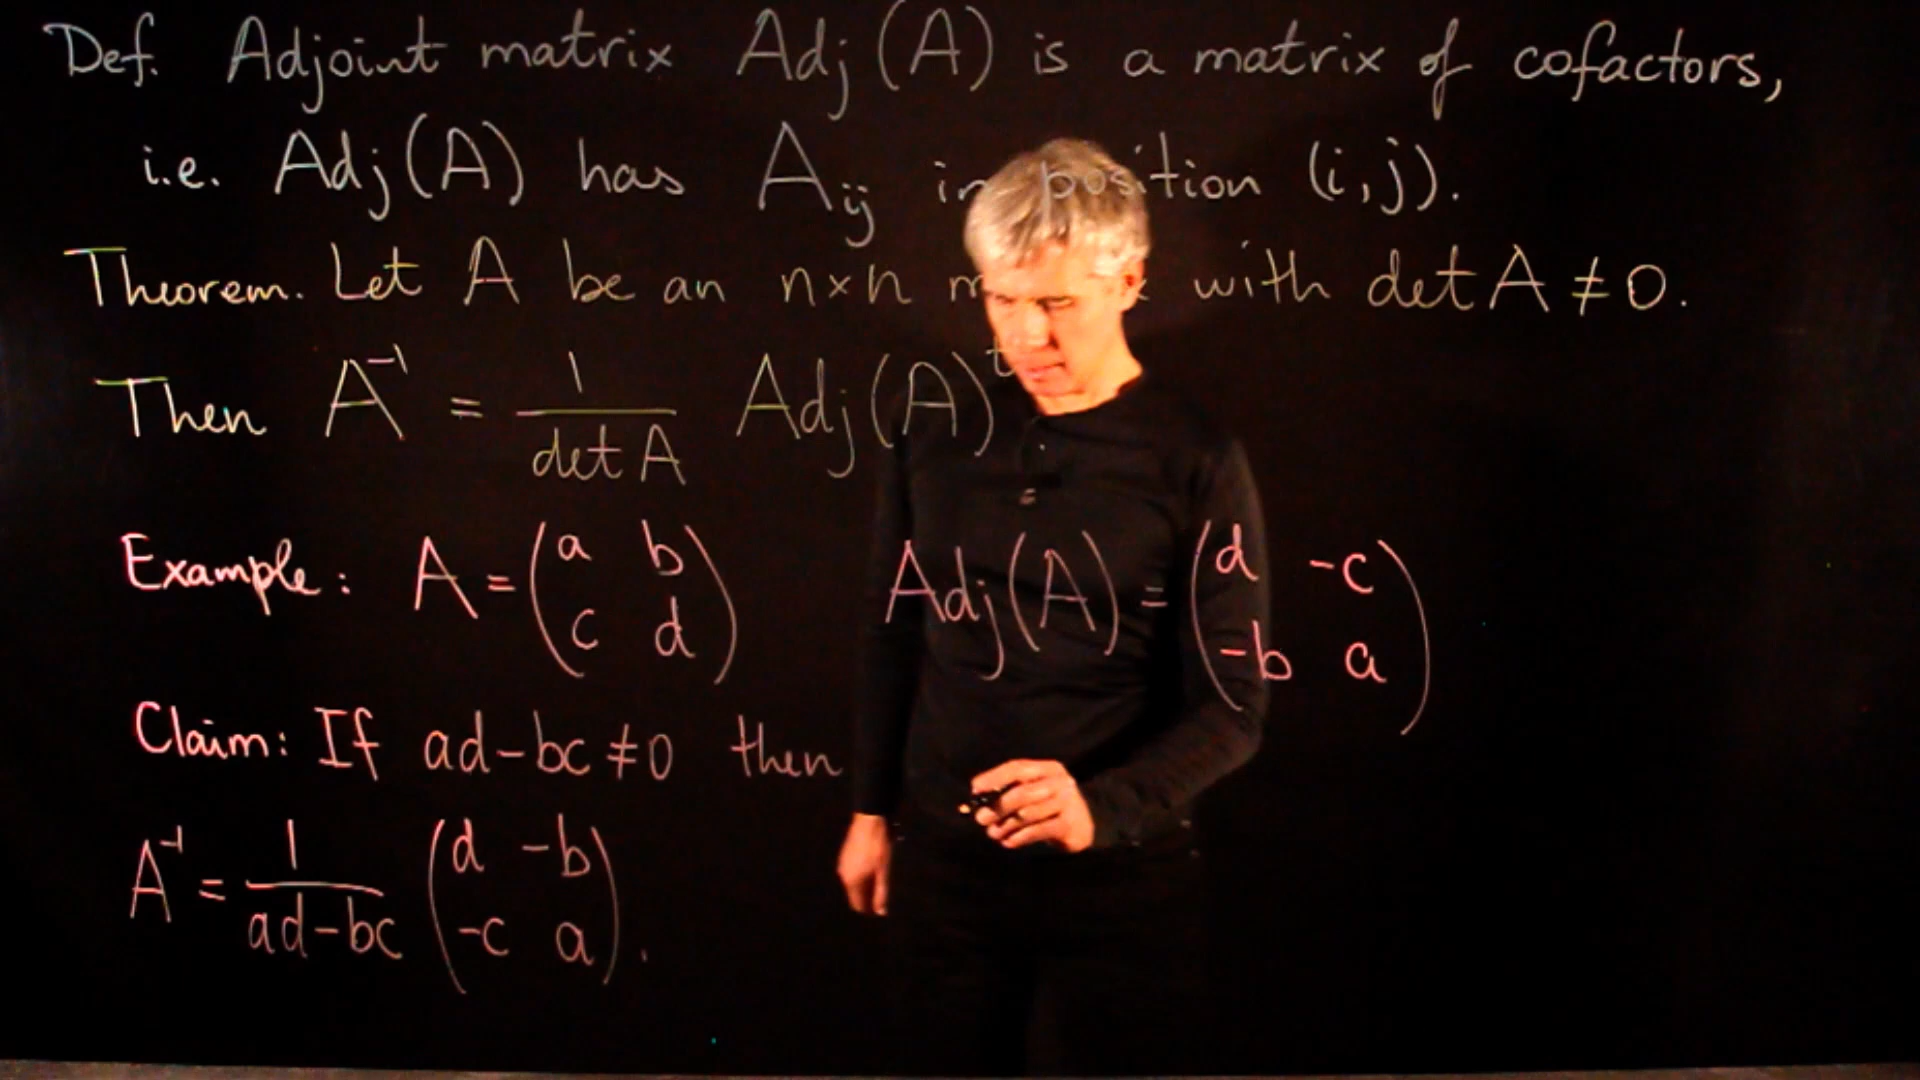 Def. Adjoint matrix Adj(A) is a matrix of cofactors,
i.e. Adj(A) has A_ij in position (i,j).
Theorem. Let A be an n×n with det A ≠ 0.
Then A⁻¹ = 1/(det A) Adj(A)^t
Example: A = (a b; c d) Adj(A) = (d -c; -b a)
Claim: If ad-bc ≠ 0 then
A⁻¹ = 1/(ad-bc) (d -b; -c a).